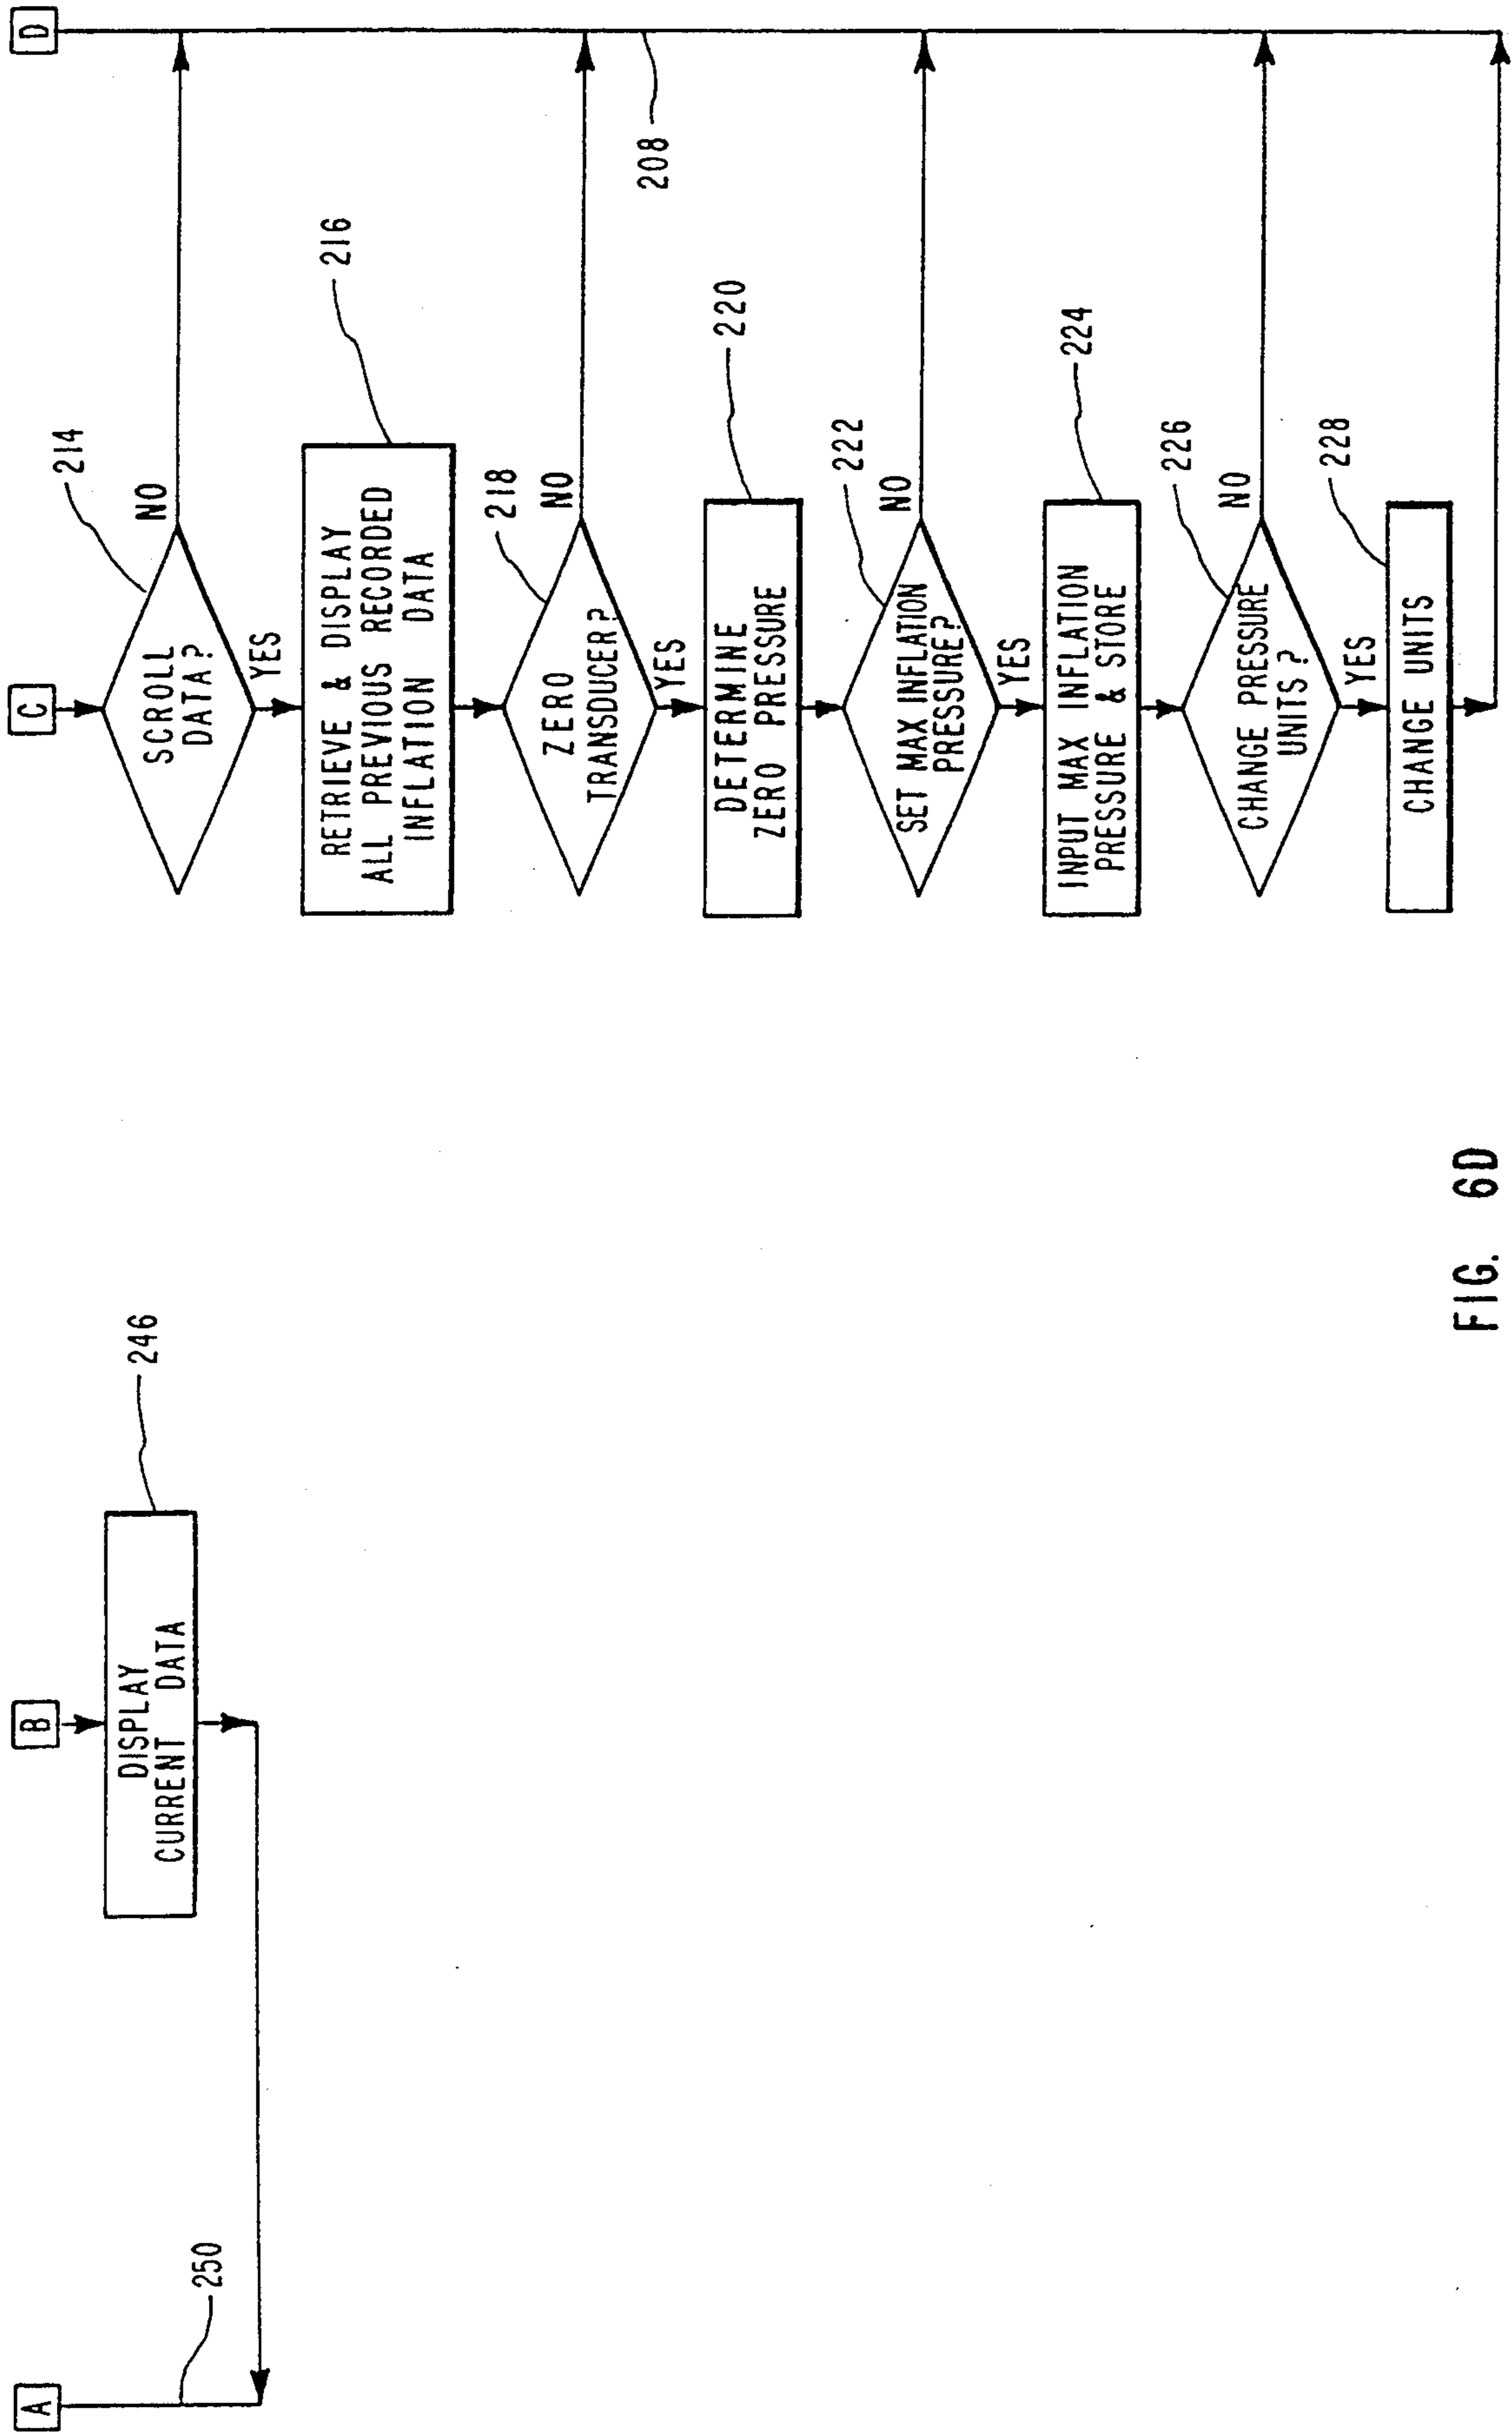 A
250
B
DISPLAY
CURRENT DATA
246
C
SCROLL
DATA?
214
NO
YES
RETRIEVE & DISPLAY
ALL PREVIOUS RECORDED
INFLATION DATA
216
ZERO
TRANSDUCER?
218
NO
YES
DETERMINE
ZERO PRESSURE
220
SET MAX INFLATION
PRESSURE?
222
NO
YES
INPUT MAX INFLATION
PRESSURE & STORE
224
CHANGE PRESSURE
UNITS?
226
NO
YES
CHANGE UNITS
228
D
208
FIG. 6D